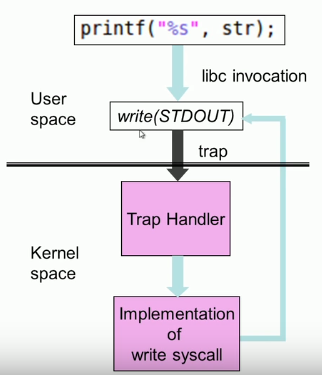 printf("%s", str);
libc invocation
User
space
write(STDOUT)
trap
Trap Handler
Kernel
space
Implementation
of
write syscall